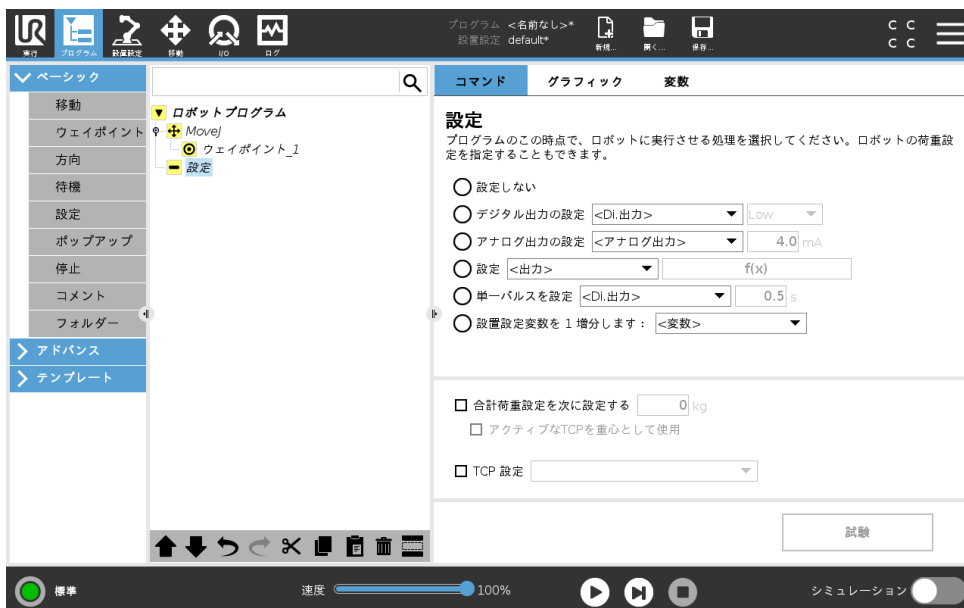 UR
実行
プログラム
設置設定
移動
I/O
ログ
プログラム <名前なし>*
設置設定 default*
新規...
開く...
保存...
C C
C C
ベーシック
移動
ウェイポイント
方向
待機
設定
ポップアップ
停止
コメント
フォルダー
アドバンス
テンプレート
ロボットプログラム
MoveJ
ウェイポイント_1
設定
コマンド グラフィック 変数
設定
プログラムのこの時点で、ロボットに実行させる処理を選択してください。ロボットの荷重設
定を指定することもできます。
設定しない
デジタル出力の設定 <Di.出力> Low
アナログ出力の設定 <アナログ出力> 4.0 mA
設定 <出力> f(x)
単一パルスを設定 <Di.出力> 0.5 s
設置設定変数を 1 増分します： <変数>
合計荷重設定を次に設定する 0 kg
アクティブなTCPを重心として使用
TCP 設定
試験
標準
速度 100%
シミュレーション